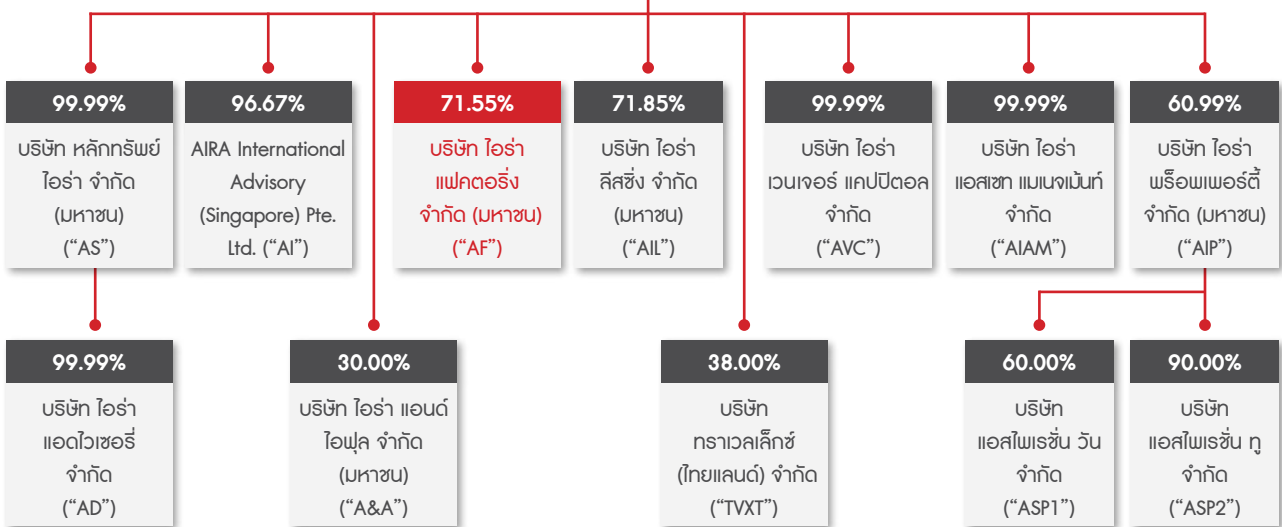 99.99%
บริษัท หลักทรัพย์
ไอร่า จำกัด
(มหาชน)
(“AS”)
96.67%
AIRA International
Advisory
(Singapore) Pte.
Ltd. (“AI”)
71.55%
บริษัท ไอร่า
แฟคตอริ่ง
จำกัด (มหาชน)
(“AF”)
71.85%
บริษัท ไอร่า
ลีสซิ่ง จำกัด
(มหาชน)
(“AIL”)
99.99%
บริษัท ไอร่า
เวนเจอร์ แคปปิตอล
จำกัด
(“AVC”)
99.99%
บริษัท ไอร่า
แอสเซท แมเนจเม้นท์
จำกัด
(“AIAM”)
60.99%
บริษัท ไอร่า
พร็อพเพอร์ตี้
จำกัด (มหาชน)
(“AIP”)
99.99%
บริษัท ไอร่า
แอดไวเซอรี่
จำกัด
(“AD”)
30.00%
บริษัท ไอร่า แอนด์
ไอฟุล จำกัด
(มหาชน)
(“A&A”)
38.00%
บริษัท
ทราเวลเล็กซ์
(ไทยแลนด์) จำกัด
(“TVXT”)
60.00%
บริษัท
แอสไพเรชั่น วัน
จำกัด
(“ASP1”)
90.00%
บริษัท
แอสไพเรชั่น ทู
จำกัด
(“ASP2”)